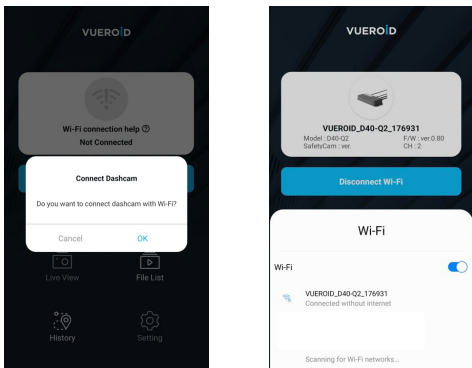 VUEROiD
Wi-Fi connection help ?
Not Connected
Connect Dashcam
Do you want to connect dashcam with Wi-Fi?
Cancel OK
Live View File List
History Setting
VUEROiD
VUEROID_D40-Q2_176931
Model : D40-Q2 F/W : ver.0.80
SafetyCam : ver. CH : 2
Disconnect Wi-Fi
Wi-Fi
Wi-Fi
VUEROID_D40-Q2_176931
Connected without internet
Scanning for Wi-Fi networks...